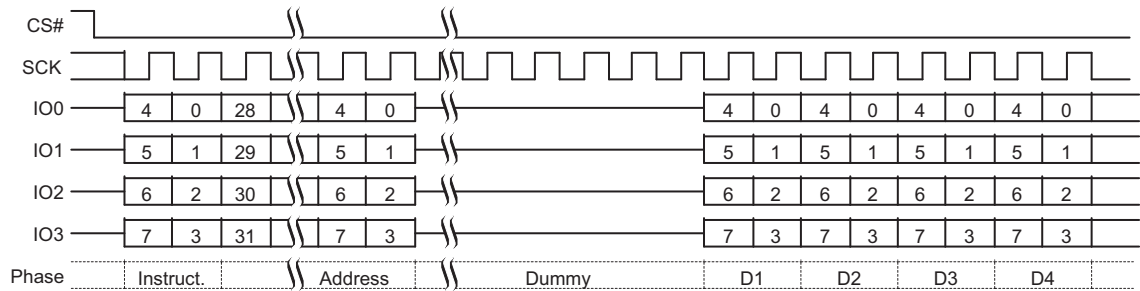 CS#
SCK
IO0 4 0 28 4 0 4 0 4 0 4 0 4 0
IO1 5 1 29 5 1 5 1 5 1 5 1 5 1
IO2 6 2 30 6 2 6 2 6 2 6 2 6 2
IO3 7 3 31 7 3 7 3 7 3 7 3 7 3
Phase Instruct. Address Dummy D1 D2 D3 D4